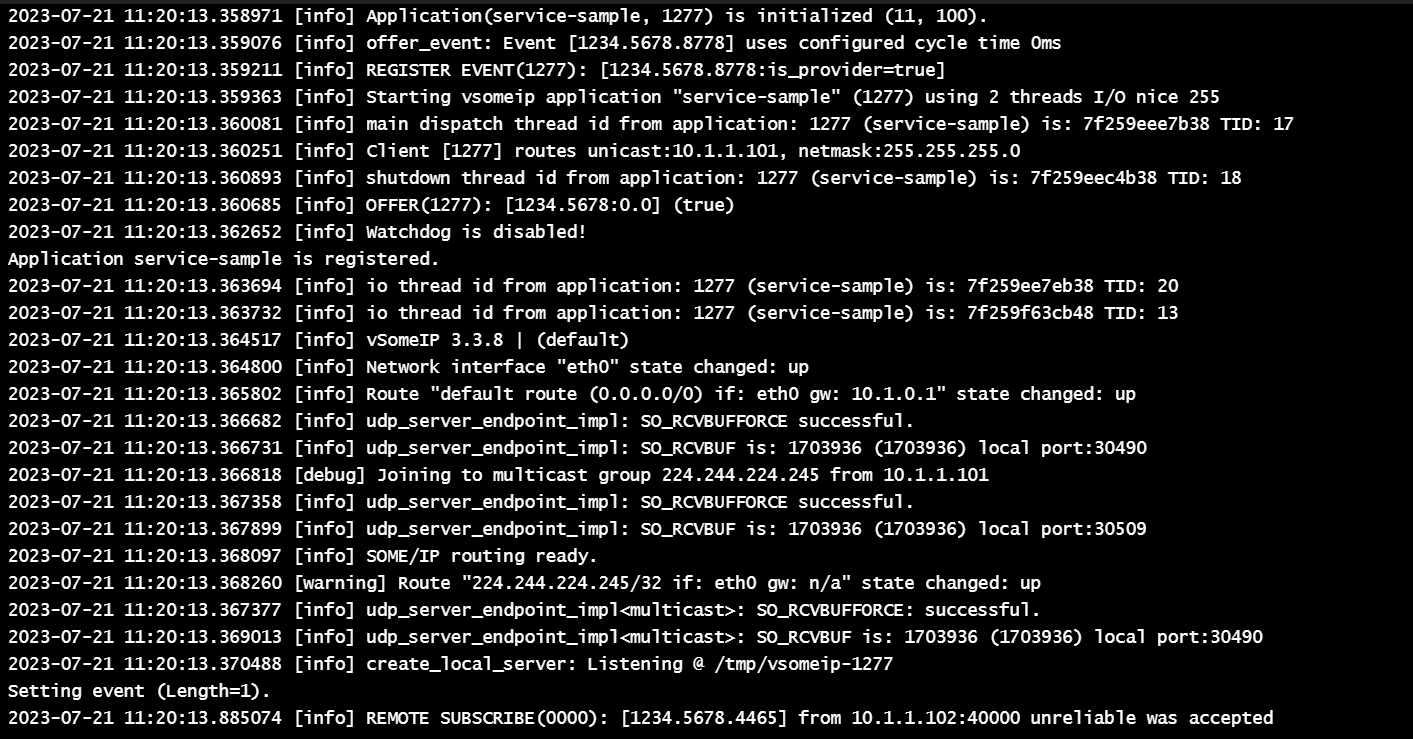 2023-07-21 11:20:13.358971 [info] Application(service-sample, 1277) is initialized (11, 100).
2023-07-21 11:20:13.359076 [info] offer_event: Event [1234.5678.8778] uses configured cycle time 0ms
2023-07-21 11:20:13.359211 [info] REGISTER EVENT(1277): [1234.5678.8778:is_provider=true]
2023-07-21 11:20:13.359363 [info] Starting vsomeip application "service-sample" (1277) using 2 threads I/O nice 255
2023-07-21 11:20:13.360081 [info] main dispatch thread id from application: 1277 (service-sample) is: 7f259eee7b38 TID: 17
2023-07-21 11:20:13.360251 [info] Client [1277] routes unicast:10.1.1.101, netmask:255.255.255.0
2023-07-21 11:20:13.360893 [info] shutdown thread id from application: 1277 (service-sample) is: 7f259eec4b38 TID: 18
2023-07-21 11:20:13.360685 [info] OFFER(1277): [1234.5678:0.0] (true)
2023-07-21 11:20:13.362652 [info] Watchdog is disabled!
Application service-sample is registered.
2023-07-21 11:20:13.363694 [info] io thread id from application: 1277 (service-sample) is: 7f259ee7eb38 TID: 20
2023-07-21 11:20:13.363732 [info] io thread id from application: 1277 (service-sample) is: 7f259f63cb48 TID: 13
2023-07-21 11:20:13.364517 [info] vSomeIP 3.3.8 | (default)
2023-07-21 11:20:13.364800 [info] Network interface "eth0" state changed: up
2023-07-21 11:20:13.365802 [info] Route "default route (0.0.0.0/0) if: eth0 gw: 10.1.0.1" state changed: up
2023-07-21 11:20:13.366682 [info] udp_server_endpoint_impl: SO_RCVBUFFORCE successful.
2023-07-21 11:20:13.366731 [info] udp_server_endpoint_impl: SO_RCVBUF is: 1703936 (1703936) local port:30490
2023-07-21 11:20:13.366818 [debug] Joining to multicast group 224.244.224.245 from 10.1.1.101
2023-07-21 11:20:13.367358 [info] udp_server_endpoint_impl: SO_RCVBUFFORCE successful.
2023-07-21 11:20:13.367899 [info] udp_server_endpoint_impl: SO_RCVBUF is: 1703936 (1703936) local port:30509
2023-07-21 11:20:13.368097 [info] SOME/IP routing ready.
2023-07-21 11:20:13.368260 [warning] Route "224.244.224.245/32 if: eth0 gw: n/a" state changed: up
2023-07-21 11:20:13.367377 [info] udp_server_endpoint_impl<multicast>: SO_RCVBUFFORCE: successful.
2023-07-21 11:20:13.369013 [info] udp_server_endpoint_impl<multicast>: SO_RCVBUF is: 1703936 (1703936) local port:30490
2023-07-21 11:20:13.370488 [info] create_local_server: Listening @ /tmp/vsomeip-1277
Setting event (Length=1).
2023-07-21 11:20:13.885074 [info] REMOTE SUBSCRIBE(0000): [1234.5678.4465] from 10.1.1.102:40000 unreliable was accepted